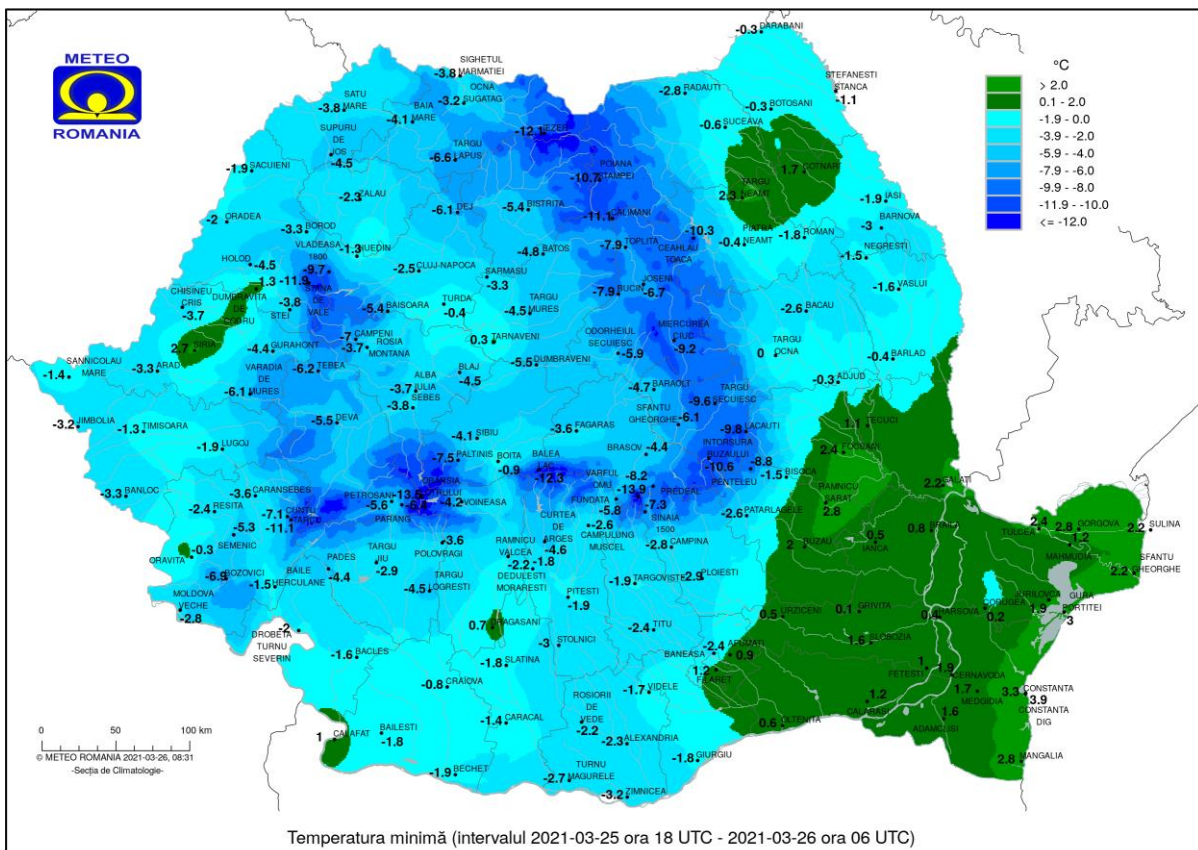 METEO
ROMANIA
°C
> 2.0
0.1 - 2.0
-1.9 - 0.0
-3.9 - -2.0
-5.9 - -4.0
-7.9 - -6.0
-9.9 - -8.0
-11.9 - -10.0
<= -12.0
-0.3 DARABANI
-3.8 SIGHETUL MARMATIEI
-3.2 OCNA SUGATAG
-3.8 SATU MARE
-4.1 BAIA MARE
-2.8 RADAUTI
STEFANESTI STANCA
-1.1
-0.3 BOTOSANI
-0.6 SUCEAVA
-12.1 IEZER
SUPURU DE JOS
-4.5
-6.6 TARGU LAPUS
-10.7 POIANA STAMPEI
1.7 COTNARI
2.3 TARGU NEAMT
-1.9 SACUIENI
-2.3 ZALAU
-6.1 DEJ
-5.4 BISTRITA
-11.1 CALIMANI
-1.9 IASI
-3 BARNOVA
-2 ORADEA
-3.3 BOROD
-1.3 HUEDIN
-10.3 CEAHLAU TOACA
-0.4 PIATRA NEAMT
-1.8 ROMAN
-1.5 NEGRESTI
VLADEASA 1800
-9.7
-4.8 BATOS
-7.9 TOPLITA
HOLOD -4.5
-2.5 CLUJ-NAPOCA
SARMASU
-3.3
-7.9 BUCIN
JOSENI
-6.7
-1.6 VASLUI
-11.9 STANA DE VALE
1.3 DUMBRAVITA DE CODRU
CHISINEU CRIS
-3.7
-3.8 STEI
-5.4 BAISOARA
TURDA
-0.4
-4.5 TARGU MURES
-2.6 BACAU
2.7 SIRIA
-7 CAMPENI
-3.7 ROSIA MONTANA
0.3 TARNAVENI
ODORHEIUL SECUIESC
-5.9
MIERCUREA CIUC
-9.2
0 TARGU OCNA
-0.4 BARLAD
-4.4 GURAHONT
SANNICOLAU MARE
-1.4
-3.3 ARAD
-6.2 TEBEA
VARADIA DE MURES
-6.1
-5.5 DUMBRAVENI
BLAJ
-4.5
ALBA IULIA
-3.7
SEBES
-3.8
-4.7 BARAOLT
-9.6 TARGU SECUIESC
-0.3 ADJUD
-3.2 JIMBOLIA
-1.3 TIMISOARA
-5.5 DEVA
-3.6 FAGARAS
SFANTU GHEORGHE
-6.1
-9.8 LACAUTI
1.1 TECUCI
-1.9 LUGOJ
-4.1 SIBIU
BRASOV -4.4
INTORSURA BUZAULUI
-10.6
2.4 FOCSANI
-7.5 PALTINIS
BOITA
-0.9
BALEA LAC
-12.3
-8.8 PENTELEU
-1.5 BISOCA
RAMNICU SARAT
2.8
2.2 GALATI
-3.3 BANLOC
-3.6 CARANSEBES
-2.4 RESITA
-7.1 CUNTU
-11.1 TARCU
PETROSANI
-5.6
-13.5 OBARSIA LOTRULUI
-6.4
PARANG
-4.2 VOINEASA
VARFUL OMU
-13.9
-8.2
FUNDATA
-5.8
PREDEAL
-7.3
SINAIA 1500
-2.6 PATARLAGELE
-5.3 SEMENIC
-0.3 ORAVITA
-3.6 POLOVRAGI
CURTEA DE ARGES
-4.6
-2.6 CAMPULUNG MUSCEL
-2.8 CAMPINA
2 BUZAU
0.5 IANCA
0.8 BRAILA
TULCEA 2.4
2.8 GORGOVA
1.2 MAHMUDIA
2.2 SULINA
2.2 SFANTU GHEORGHE
-6.9 BOZOVICI
-1.5 BAILE HERCULANE
PADES
-4.4
TARGU JIU
-2.9
RAMNICU VALCEA
-2.2
-1.8
DEDULESTI MORARESTI
-4.5 TARGU LOGRESTI
-1.9 TARGOVISTE
-2.9 PLOIESTI
MOLDOVA VECHE
-2.8
PITESTI
-1.9
0.5 URZICENI
0.1 GRIVITA
0.4 HARSOVA
CORUGEA
0.2
JURILOVCA
1.9
GURA PORTITEI
3
-2
DROBETA TURNU SEVERIN
0.7 DRAGASANI
-3 STOLNICI
-2.4 TITU
-2.4 BANEASA
AFUMATI
0.9
1.2 FILARET
1.6 SLOBOZIA
-1.6 BACLES
-1.8 SLATINA
-0.8 CRAIOVA
1 FETESTI
1.9 CERNAVODA
1.7 MEDGIDIA
3.3 CONSTANTA
3.9
CONSTANTA DIG
-1.4 CARACAL
ROSIORII DE VEDE
-2.2
-1.7 VIDELE
0.6 OLTENITA
1.2
CALARASI
1.6
ADAMCLISI
1 CALAFAT
BAILESTI
-1.8
-2.3 ALEXANDRIA
-1.8 GIURGIU
2.8 MANGALIA
-1.9 BECHET
-2.7 TURNU MAGURELE
-3.2 ZIMNICEA
0 50 100 km
© METEO ROMANIA 2021-03-26, 08:31
-Secția de Climatologie-
Temperatura minimă (intervalul 2021-03-25 ora 18 UTC - 2021-03-26 ora 06 UTC)